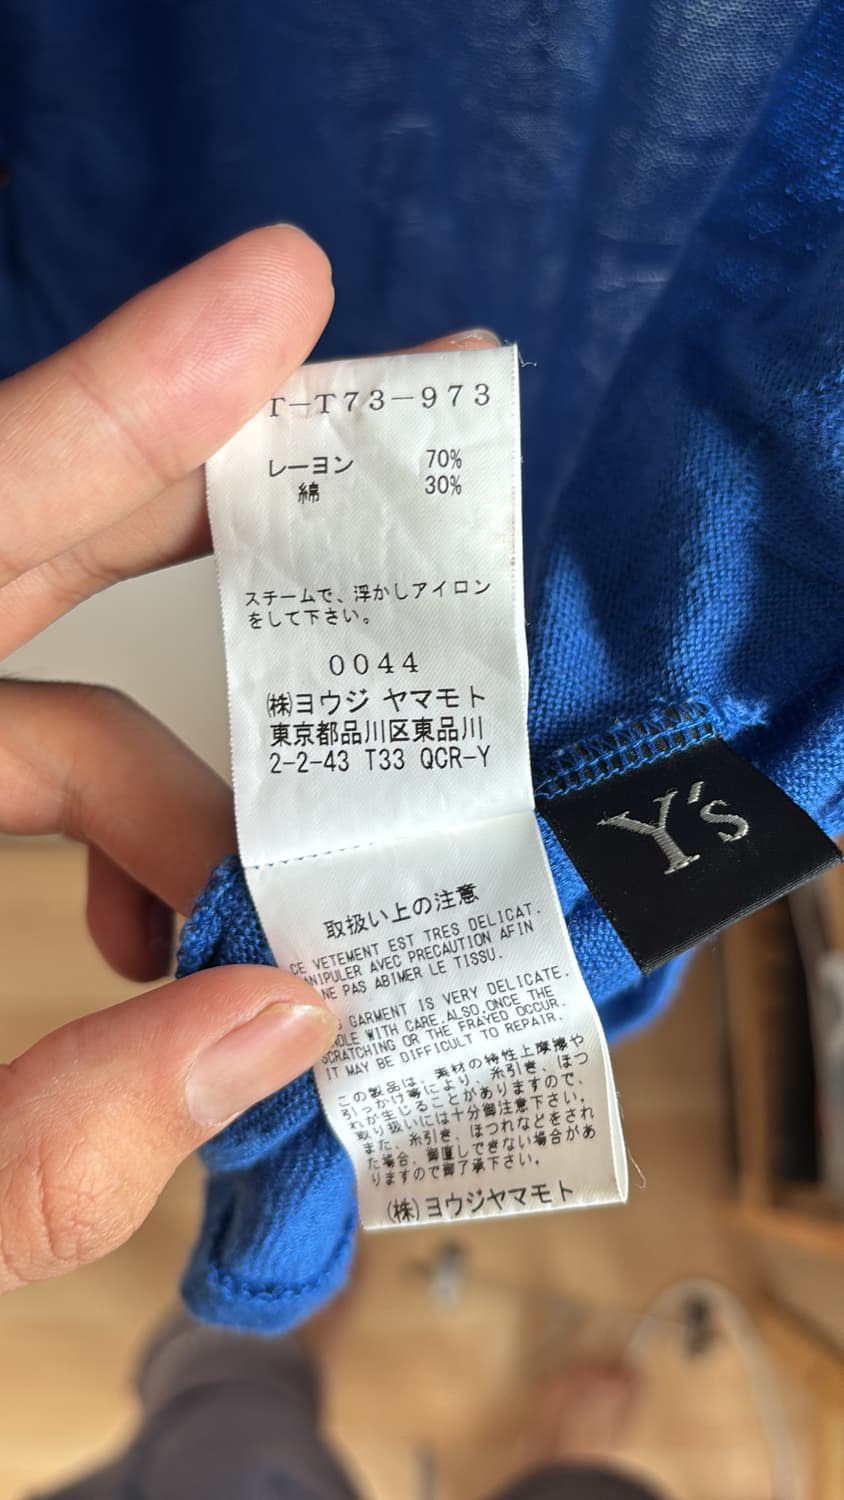 T-T73-973
レーヨン 70%
綿 30%
スチームで、浮かしアイロン
をして下さい。
0044
(株)ヨウジ ヤマモト
東京都品川区東品川
2-2-43 T33 QCR-Y
Y's
取扱い上の注意
CE VETEMENT EST TRES DELICAT.
ANIPULER AVEC PRECAUTION AFIN
NE PAS ABIMER LE TISSU.
GARMENT IS VERY DELICATE.
DLE WITH CARE.ALSO,ONCE THE
SCRATCHING OR THE FRAYED OCCUR.
IT MAY BE DIFFICULT TO REPAIR.
この製品は、素材の特性上摩擦や
引っかけ等により、糸引き、ほつ
れが生じることがありますので、
取り扱いには十分御注意下さい。
また、糸引き、ほつれなどをされ
た場合、御直しできない場合があ
りますので御了承下さい。
(株)ヨウジヤマモト